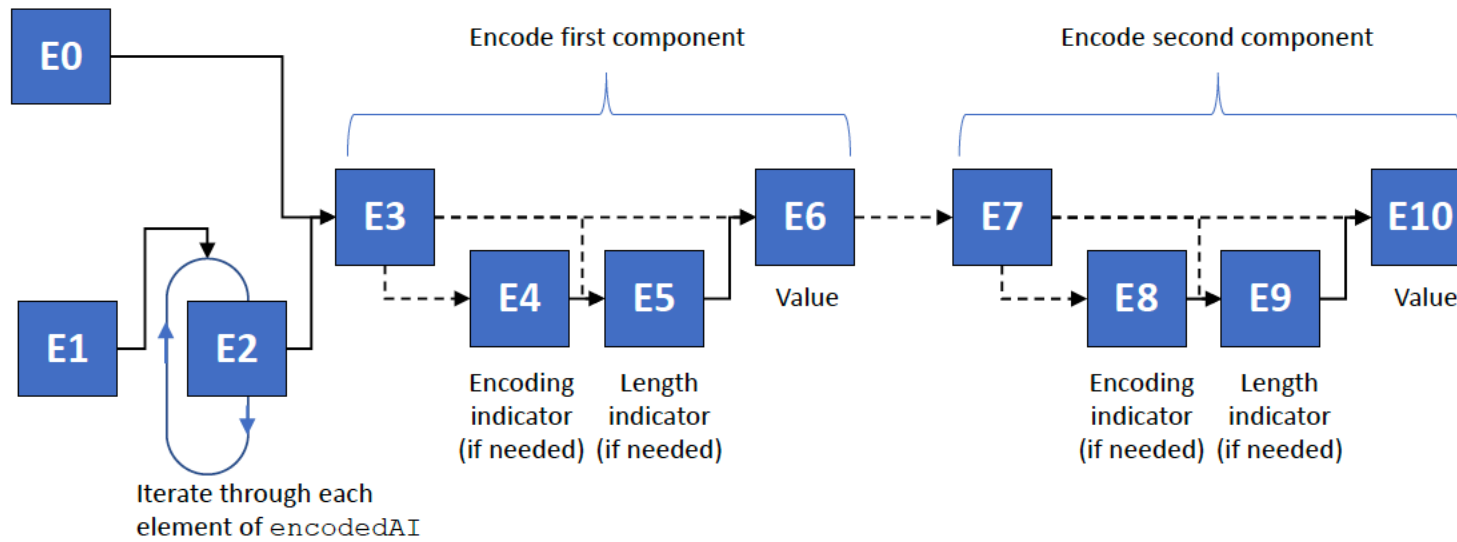 E0
Encode first component
Encode second component
E3
E6
E7
E10
E4
E5
Value
E8
E9
Value
E1
E2
Encoding
indicator
(if needed)
Length
indicator
(if needed)
Encoding
indicator
(if needed)
Length
indicator
(if needed)
Iterate through each
element of encodedAI